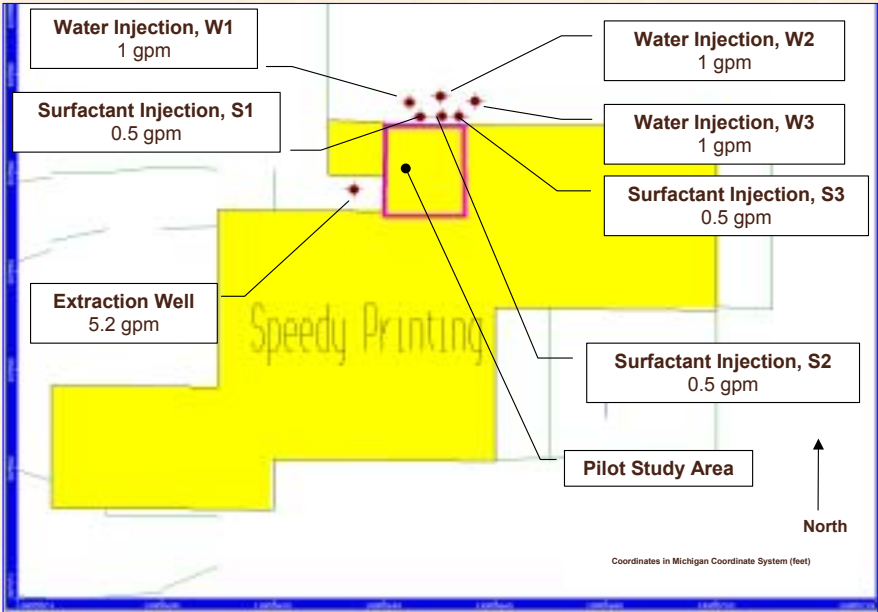 Water Injection, W1
1 gpm
Water Injection, W2
1 gpm
Surfactant Injection, S1
0.5 gpm
Water Injection, W3
1 gpm
Surfactant Injection, S3
0.5 gpm
Extraction Well
5.2 gpm
Speedy Printing
Surfactant Injection, S2
0.5 gpm
Pilot Study Area
North
Coordinates in Michigan Coordinate System (feet)